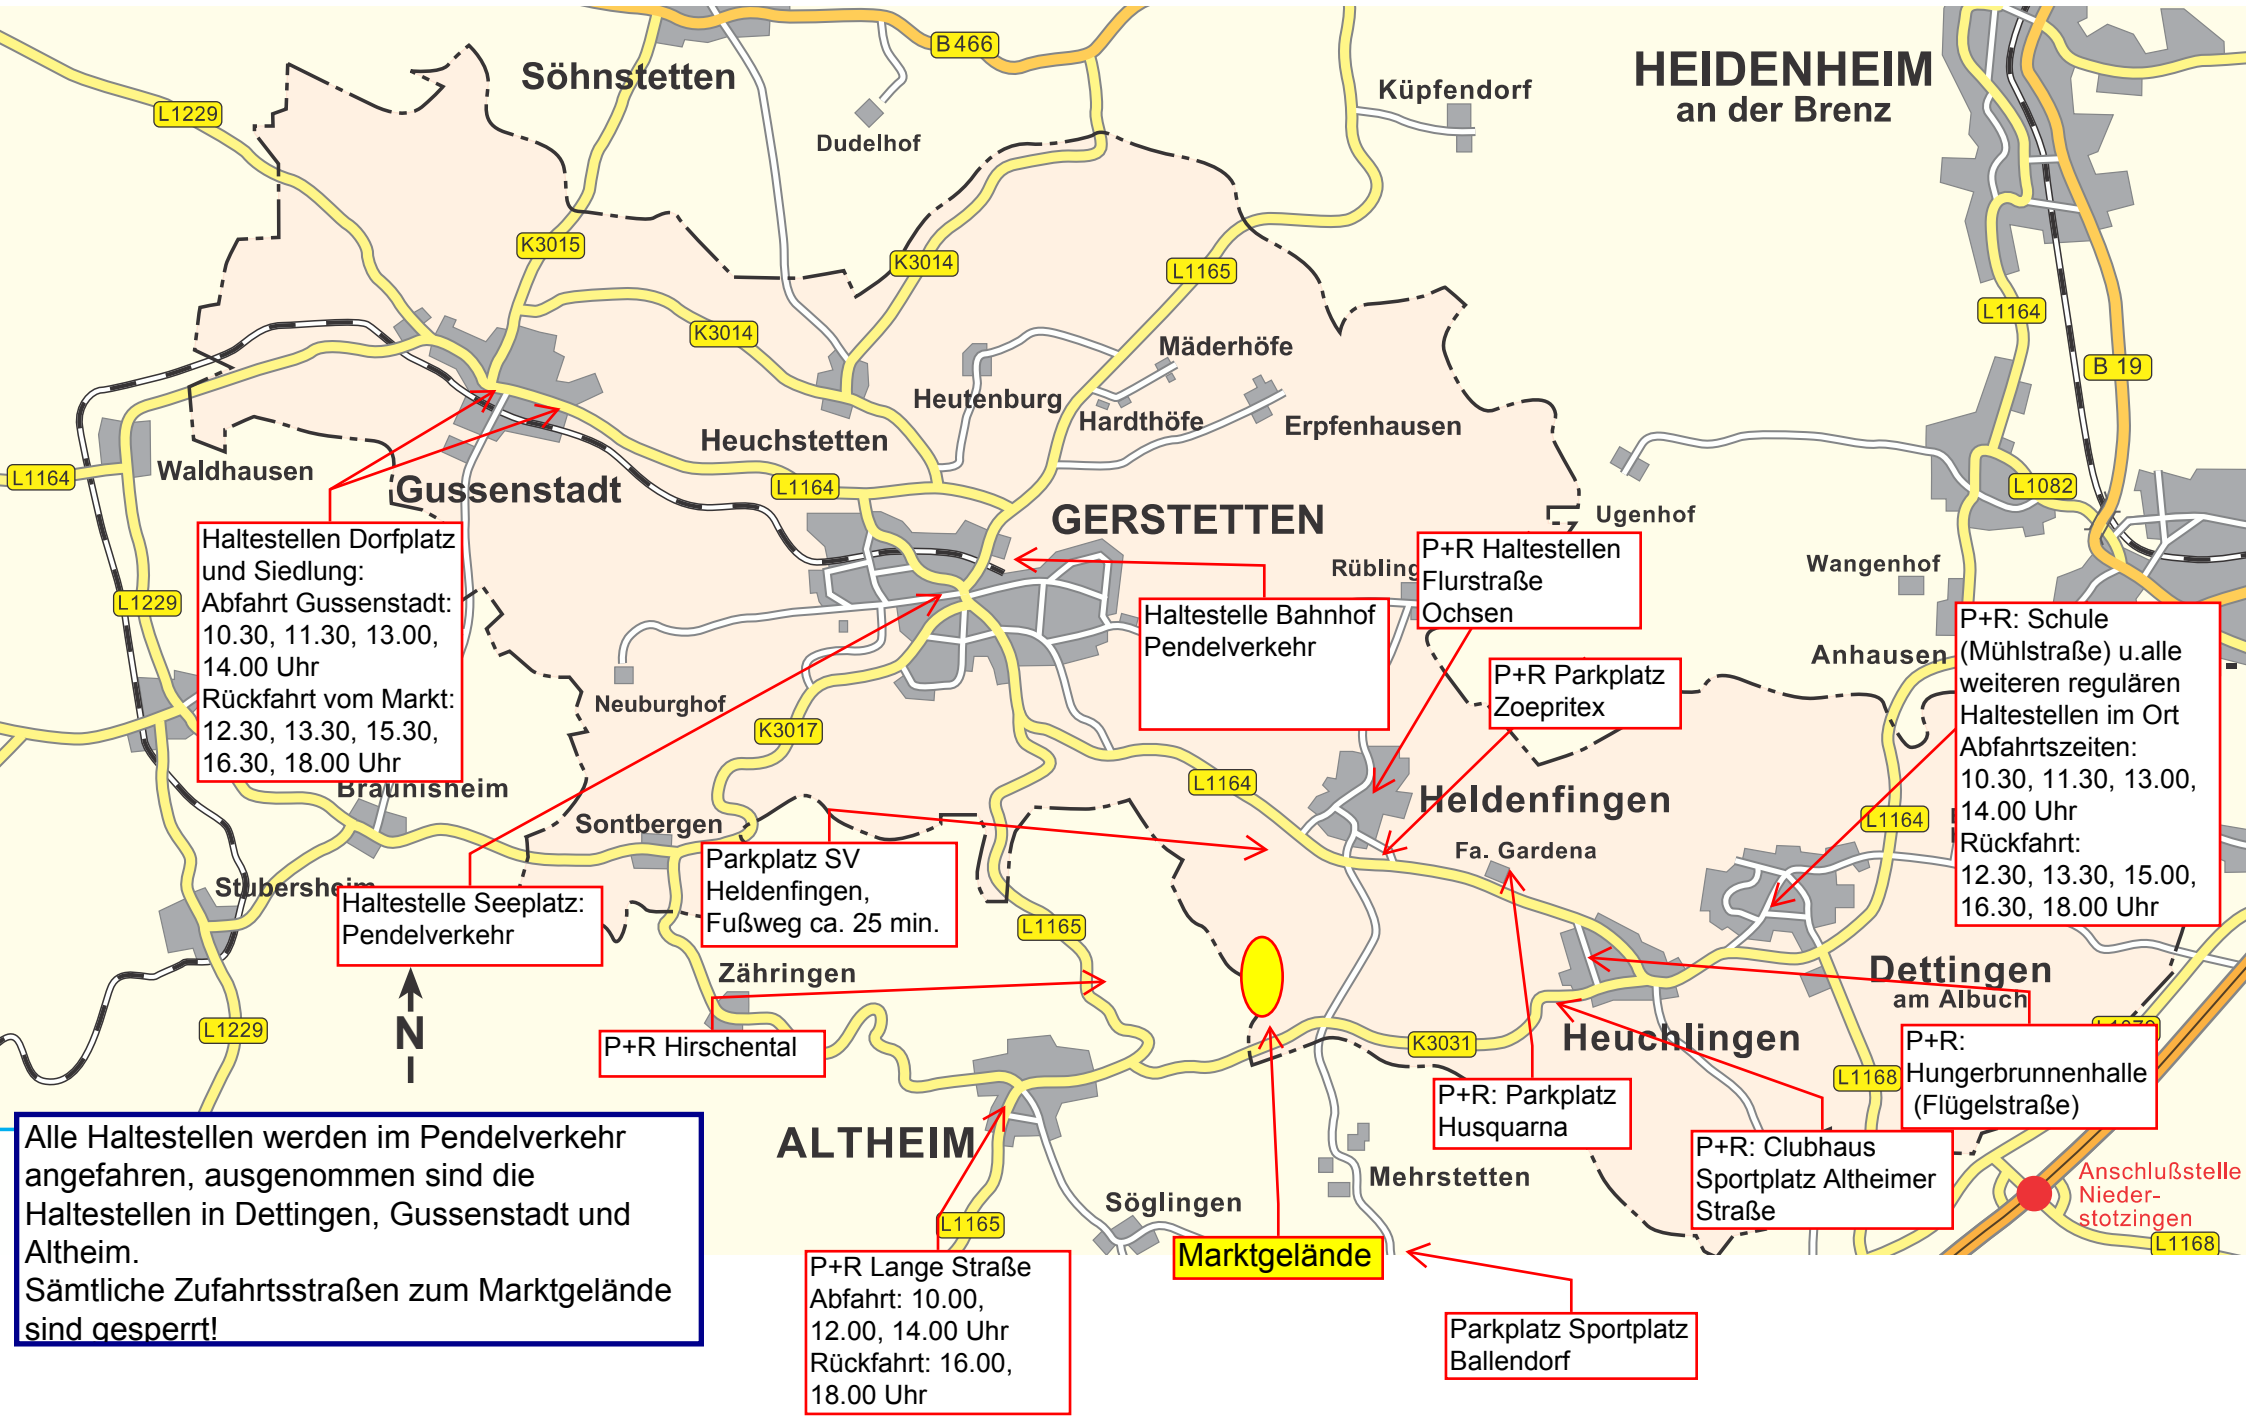 B 466
Söhnstetten
HEIDENHEIM
an der Brenz
Küpfendorf
L1229
Dudelhof
K3015
K3014
L1165
L1164
K3014
Mäderhöfe
B 19
Heutenburg
Hardthöfe
Erpfenhausen
Heuchstetten
Waldhausen
L1164
Gussenstadt
L1164
L1082
GERSTETTEN
Ugenhof
Haltestellen Dorfplatz
und Siedlung:
Abfahrt Gussenstadt:
10.30, 11.30, 13.00,
14.00 Uhr
Rückfahrt vom Markt:
12.30, 13.30, 15.30,
16.30, 18.00 Uhr
P+R Haltestellen
Flurstraße
Ochsen
Rübling
Wangenhof
L1229
Haltestelle Bahnhof
Pendelverkehr
P+R: Schule
(Mühlstraße) u.alle
weiteren regulären
Haltestellen im Ort
Abfahrtszeiten:
10.30, 11.30, 13.00,
14.00 Uhr
Rückfahrt:
12.30, 13.30, 15.00,
16.30, 18.00 Uhr
Anhausen
P+R Parkplatz
Zoepritex
Neuburghof
K3017
L1164
Braunisheim
Heldenfingen
L1164
Sontbergen
Parkplatz SV
Heldenfingen,
Fußweg ca. 25 min.
Fa. Gardena
Stubersheim
Haltestelle Seeplatz:
Pendelverkehr
L1165
Zähringen
Dettingen
am Albuch
N
L1229
P+R Hirschental
K3031
Heuchlingen
L1079
P+R:
Hungerbrunnenhalle
(Flügelstraße)
L1168
P+R: Parkplatz
Husquarna
Alle Haltestellen werden im Pendelverkehr
angefahren, ausgenommen sind die
Haltestellen in Dettingen, Gussenstadt und
Altheim.
Sämtliche Zufahrtsstraßen zum Marktgelände
sind gesperrt!
ALTHEIM
P+R: Clubhaus
Sportplatz Altheimer
Straße
Mehrstetten
Anschlußstelle
Nieder-
stotzingen
Söglingen
L1165
L1168
Marktgelände
P+R Lange Straße
Abfahrt: 10.00,
12.00, 14.00 Uhr
Rückfahrt: 16.00,
18.00 Uhr
Parkplatz Sportplatz
Ballendorf